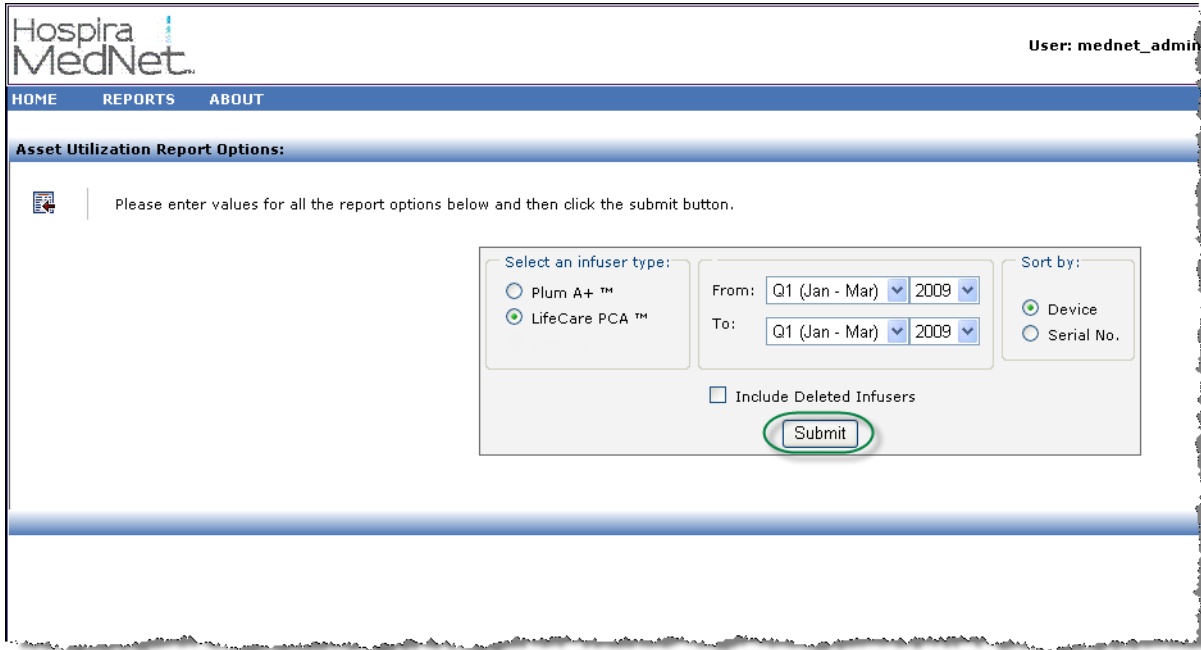 Hospira
MedNet™
User: mednet_admin
HOME REPORTS ABOUT
Asset Utilization Report Options:
Please enter values for all the report options below and then click the submit button.
Select an infuser type:
Plum A+ ™
LifeCare PCA ™
From: Q1 (Jan - Mar) 2009
To: Q1 (Jan - Mar) 2009
Sort by:
Device
Serial No.
Include Deleted Infusers
Submit